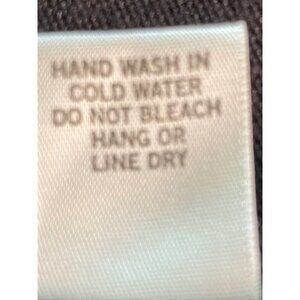 HAND WASH IN
COLD WATER
DO NOT BLEACH
HANG OR
LINE DRY